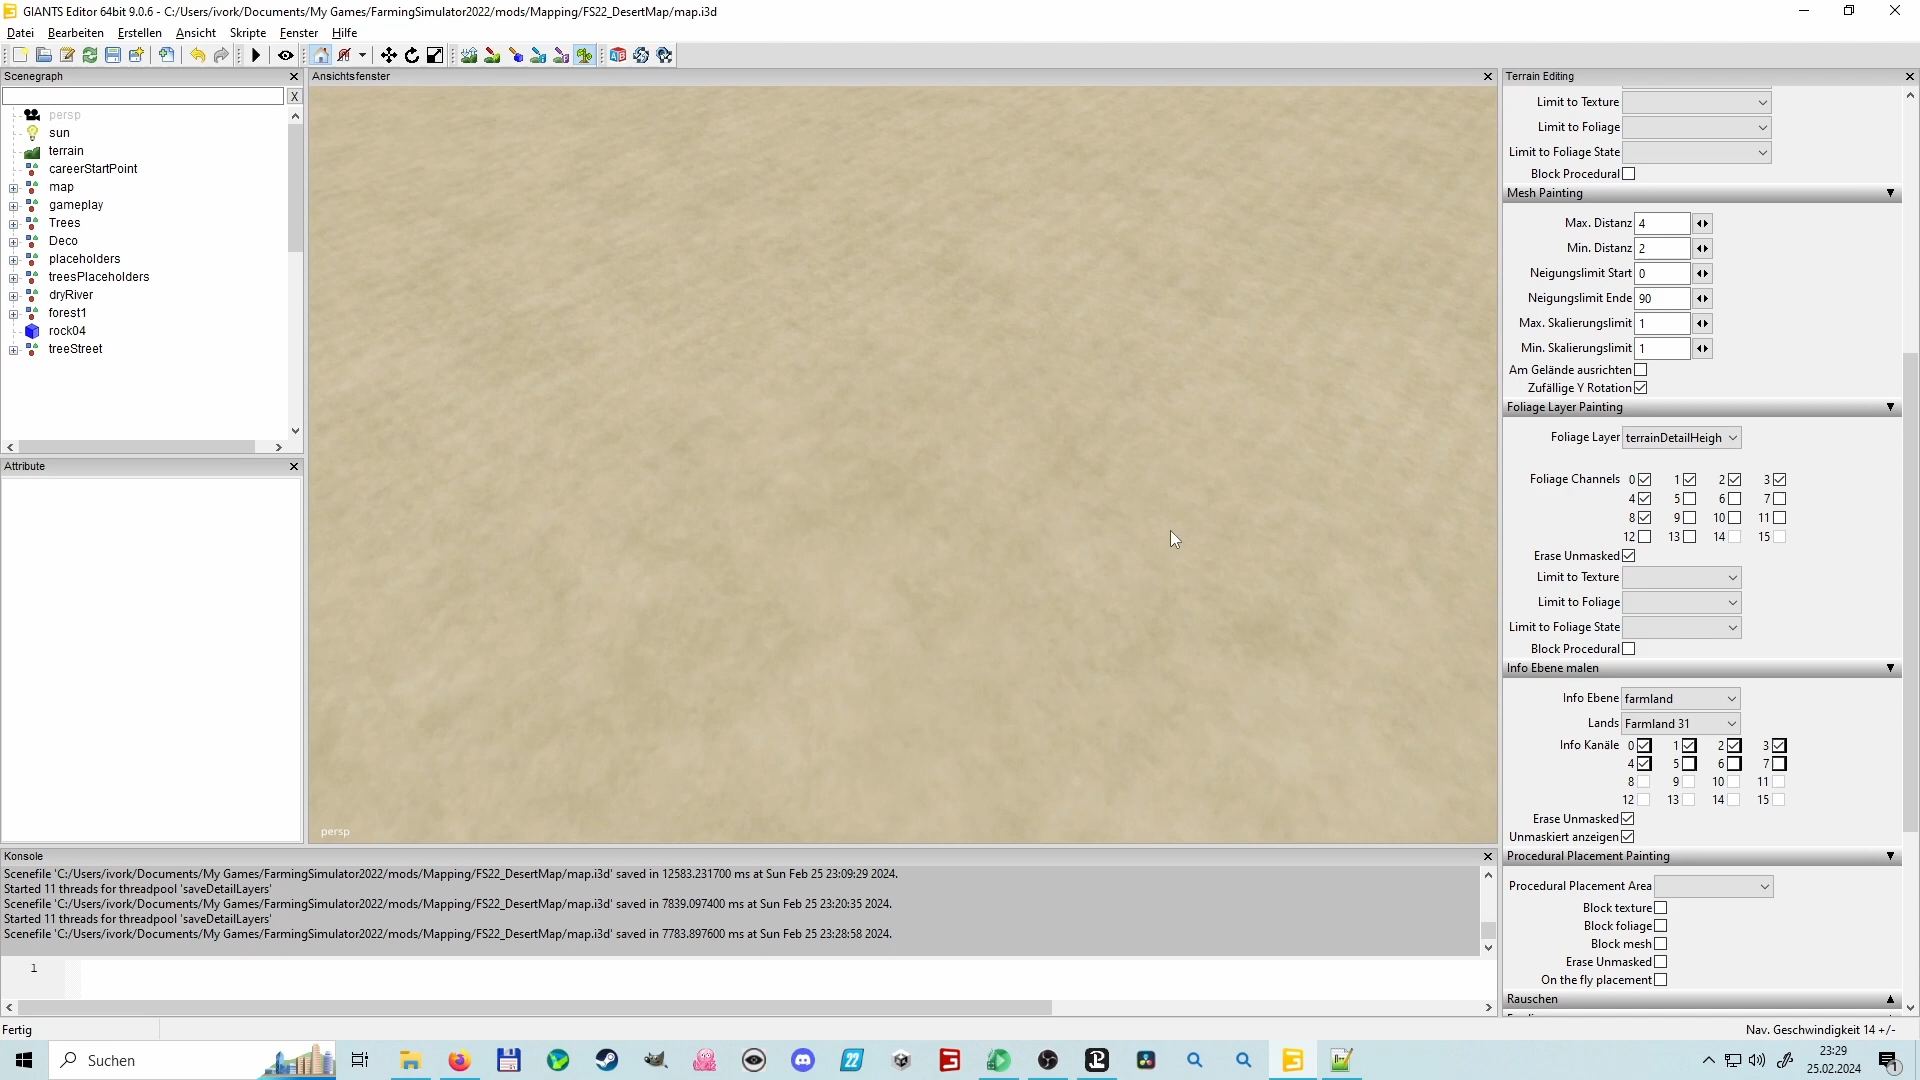 GIANTS Editor 64bit 9.0.6 - C:/Users/ivork/Documents/My Games/FarmingSimulator2022/mods/Mapping/FS22_DesertMap/map.i3d
Datei Bearbeiten Erstellen Ansicht Skripte Fenster Hilfe
Scenegraph
X
persp
sun
terrain
careerStartPoint
map
gameplay
Trees
Deco
placeholders
treesPlaceholders
dryRiver
forest1
rock04
treeStreet
Attribute
Ansichtsfenster
persp
Terrain Editing
Limit to Texture
Limit to Foliage
Limit to Foliage State
Block Procedural
Mesh Painting
Max. Distanz 4
Min. Distanz 2
Neigungslimit Start 0
Neigungslimit Ende 90
Max. Skalierungslimit 1
Min. Skalierungslimit 1
Am Gelände ausrichten
Zufällige Y Rotation
Foliage Layer Painting
Foliage Layer terrainDetailHeigh
Foliage Channels 0 1 2 3
4 5 6 7
8 9 10 11
12 13 14 15
Erase Unmasked
Limit to Texture
Limit to Foliage
Limit to Foliage State
Block Procedural
Info Ebene malen
Info Ebene farmland
Lands Farmland 31
Info Kanäle 0 1 2 3
4 5 6 7
8 9 10 11
12 13 14 15
Erase Unmasked
Unmaskiert anzeigen
Procedural Placement Painting
Procedural Placement Area
Block texture
Block foliage
Block mesh
Erase Unmasked
On the fly placement
Rauschen
Konsole
Scenefile 'C:/Users/ivork/Documents/My Games/FarmingSimulator2022/mods/Mapping/FS22_DesertMap/map.i3d' saved in 12583.231700 ms at Sun Feb 25 23:09:29 2024.
Started 11 threads for threadpool 'saveDetailLayers'
Scenefile 'C:/Users/ivork/Documents/My Games/FarmingSimulator2022/mods/Mapping/FS22_DesertMap/map.i3d' saved in 7839.097400 ms at Sun Feb 25 23:20:35 2024.
Started 11 threads for threadpool 'saveDetailLayers'
Scenefile 'C:/Users/ivork/Documents/My Games/FarmingSimulator2022/mods/Mapping/FS22_DesertMap/map.i3d' saved in 7783.897600 ms at Sun Feb 25 23:28:58 2024.
1
Fertig
Nav. Geschwindigkeit 14 +/-
Suchen
22
23:29
25.02.2024
1